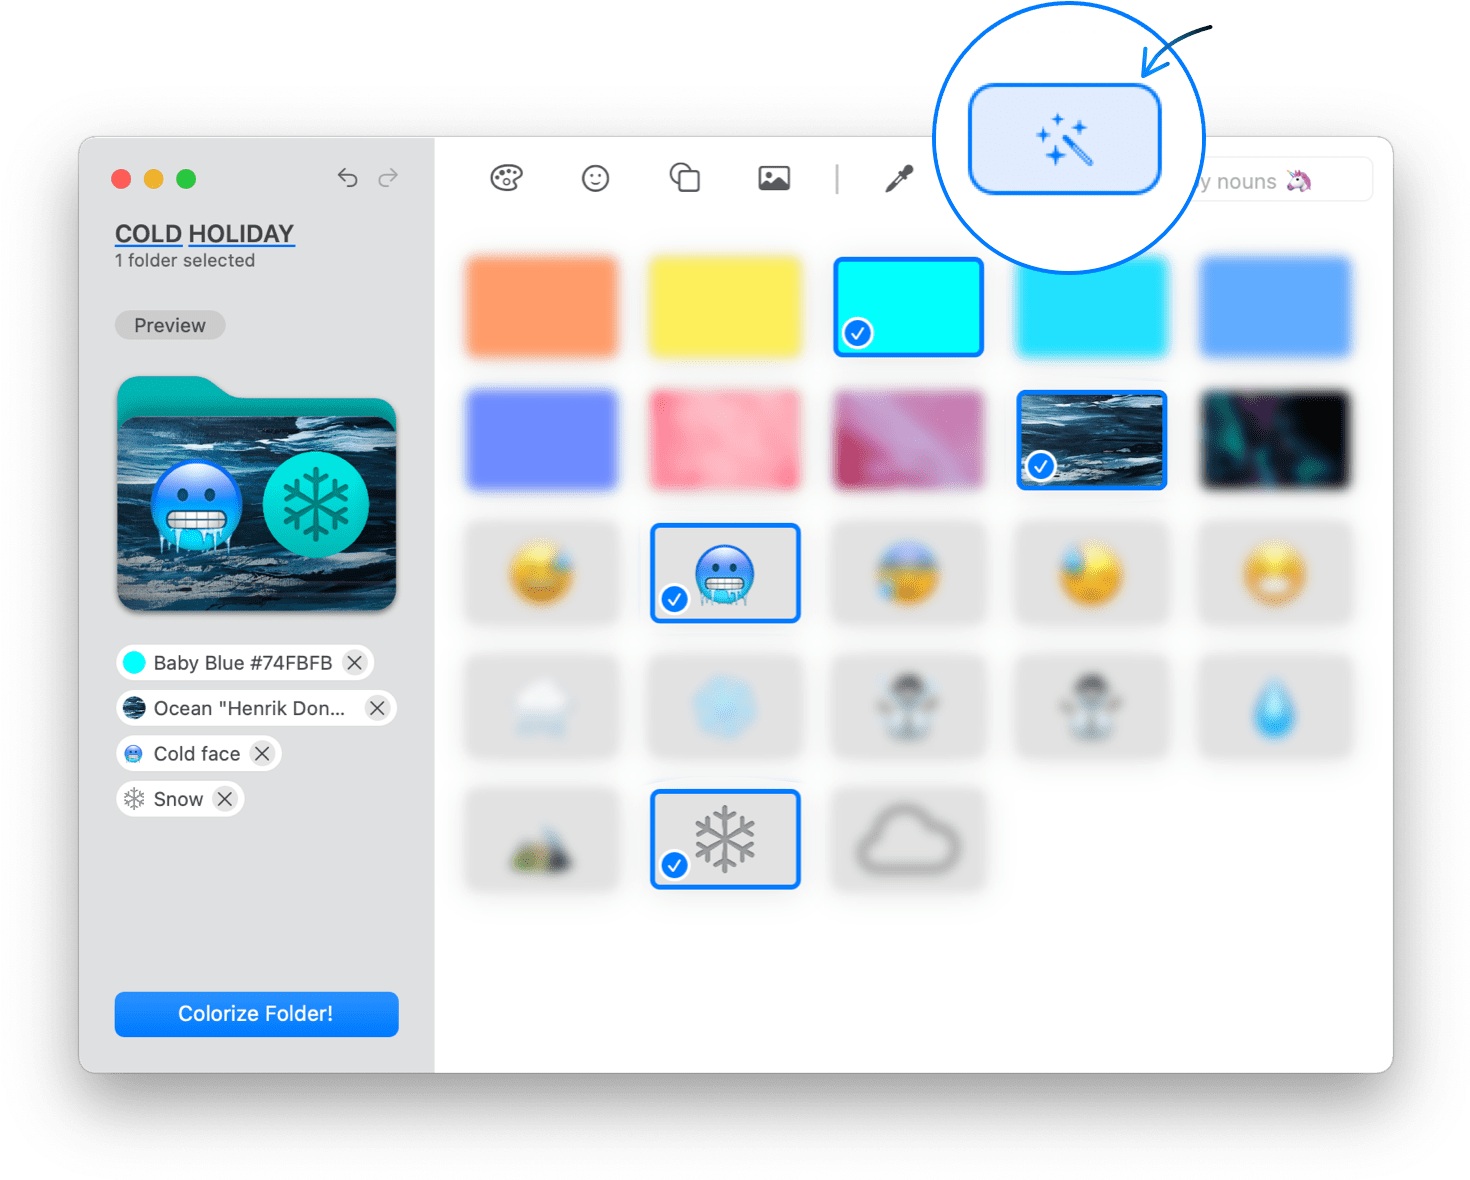 COLD HOLIDAY
1 folder selected
Preview
Baby Blue #74FBFB
Ocean "Henrik Don...
Cold face
Snow
Colorize Folder!
y nouns 🦄